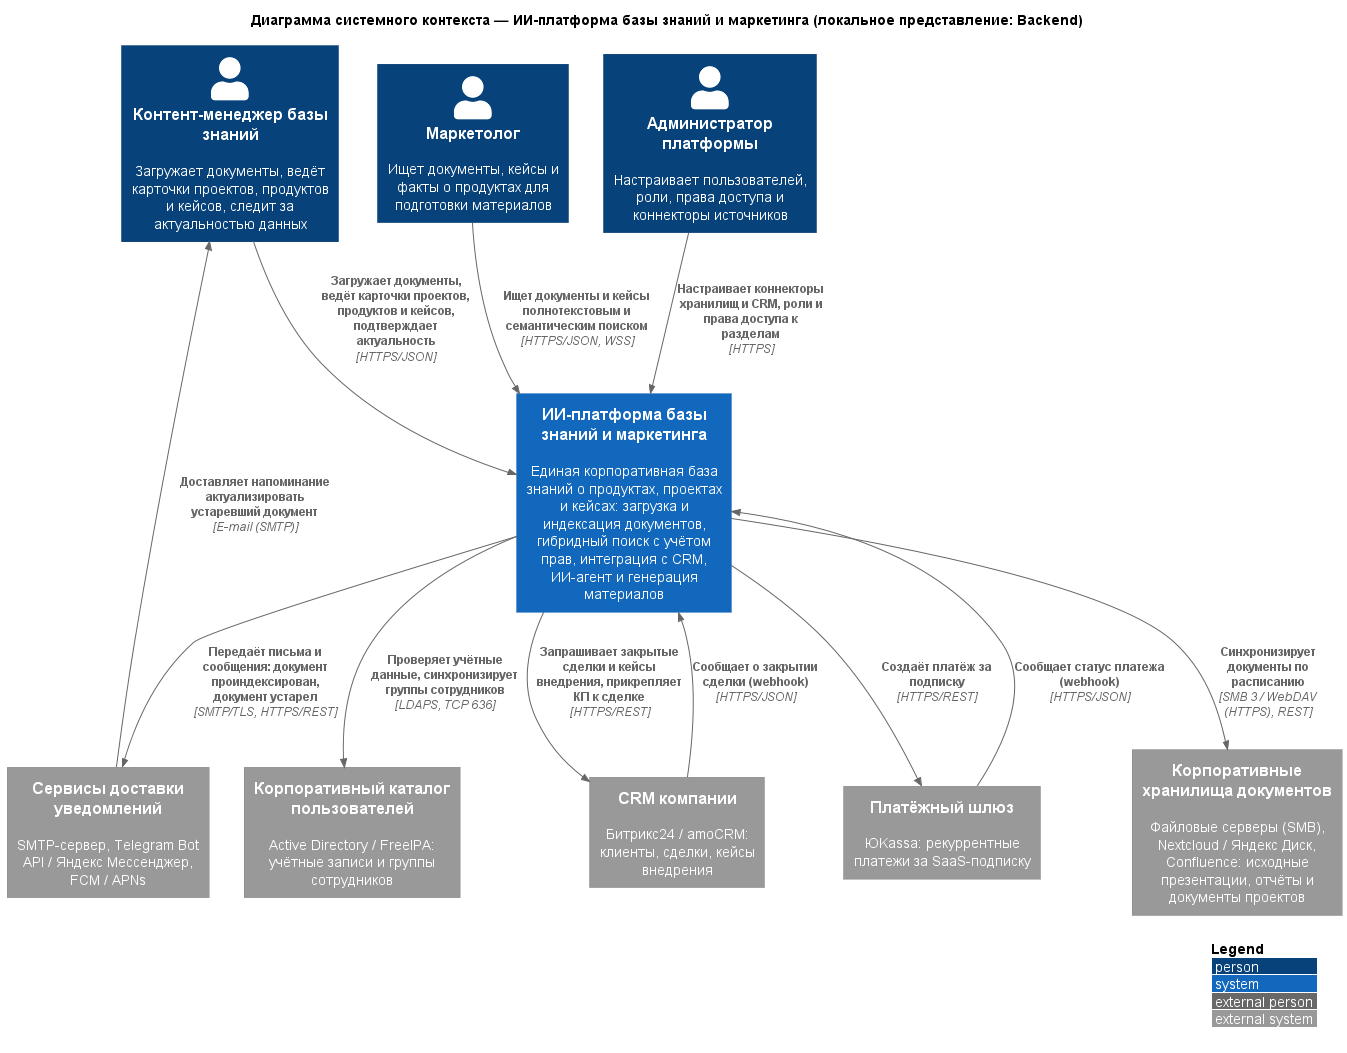 Диаграмма системного контекста — ИИ-платформа базы знаний и маркетинга (локальное представление: Backend)
Контент-менеджер базы
знаний
Загружает документы, ведёт
карточки проектов, продуктов
и кейсов, следит за
актуальностью данных
Маркетолог
Ищет документы, кейсы и
факты о продуктах для
подготовки материалов
Администратор
платформы
Настраивает пользователей,
роли, права доступа и
коннекторы источников
Загружает документы,
ведёт карточки проектов,
продуктов и кейсов,
подтверждает
актуальность
[HTTPS/JSON]
Ищет документы и кейсы
полнотекстовым и
семантическим поиском
[HTTPS/JSON, WSS]
Настраивает коннекторы
хранилищ и CRM, роли и
права доступа к
разделам
[HTTPS]
ИИ-платформа базы
знаний и маркетинга
Единая корпоративная база
знаний о продуктах, проектах
и кейсах: загрузка и
индексация документов,
гибридный поиск с учётом
прав, интеграция с CRM,
ИИ-агент и генерация
материалов
Доставляет напоминание
актуализировать
устаревший документ
[E-mail (SMTP)]
Передаёт письма и
сообщения: документ
проиндексирован,
документ устарел
[SMTP/TLS, HTTPS/REST]
Проверяет учётные
данные, синхронизирует
группы сотрудников
[LDAPS, TCP 636]
Запрашивает закрытые
сделки и кейсы
внедрения, прикрепляет
КП к сделке
[HTTPS/REST]
Сообщает о закрытии
сделки (webhook)
[HTTPS/JSON]
Создаёт платёж за
подписку
[HTTPS/REST]
Сообщает статус платежа
(webhook)
[HTTPS/JSON]
Синхронизирует
документы по
расписанию
[SMB 3 / WebDAV
(HTTPS), REST]
Сервисы доставки
уведомлений
SMTP-сервер, Telegram Bot
API / Яндекс Мессенджер,
FCM / APNs
Корпоративный каталог
пользователей
Active Directory / FreeIPA:
учётные записи и группы
сотрудников
CRM компании
Битрикс24 / amoCRM:
клиенты, сделки, кейсы
внедрения
Платёжный шлюз
ЮKassa: рекуррентные
платежи за SaaS-подписку
Корпоративные
хранилища документов
Файловые серверы (SMB),
Nextcloud / Яндекс Диск,
Confluence: исходные
презентации, отчёты и
документы проектов
Legend
person
system
external person
external system